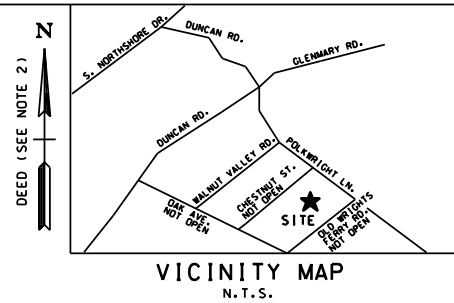 N
DEED (SEE NOTE 2)
S. NORTHSHORE DR.
DUNCAN RD.
GLENMARY RD.
DUNCAN RD.
WALNUT VALLEY RD.
POLKWRIGHT LN.
CHESTNUT ST.
NOT OPEN
OAK AVE.
NOT OPEN
SITE
OLD WRIGHTS
FERRY RD.
NOT OPEN
VICINITY MAP
N.T.S.